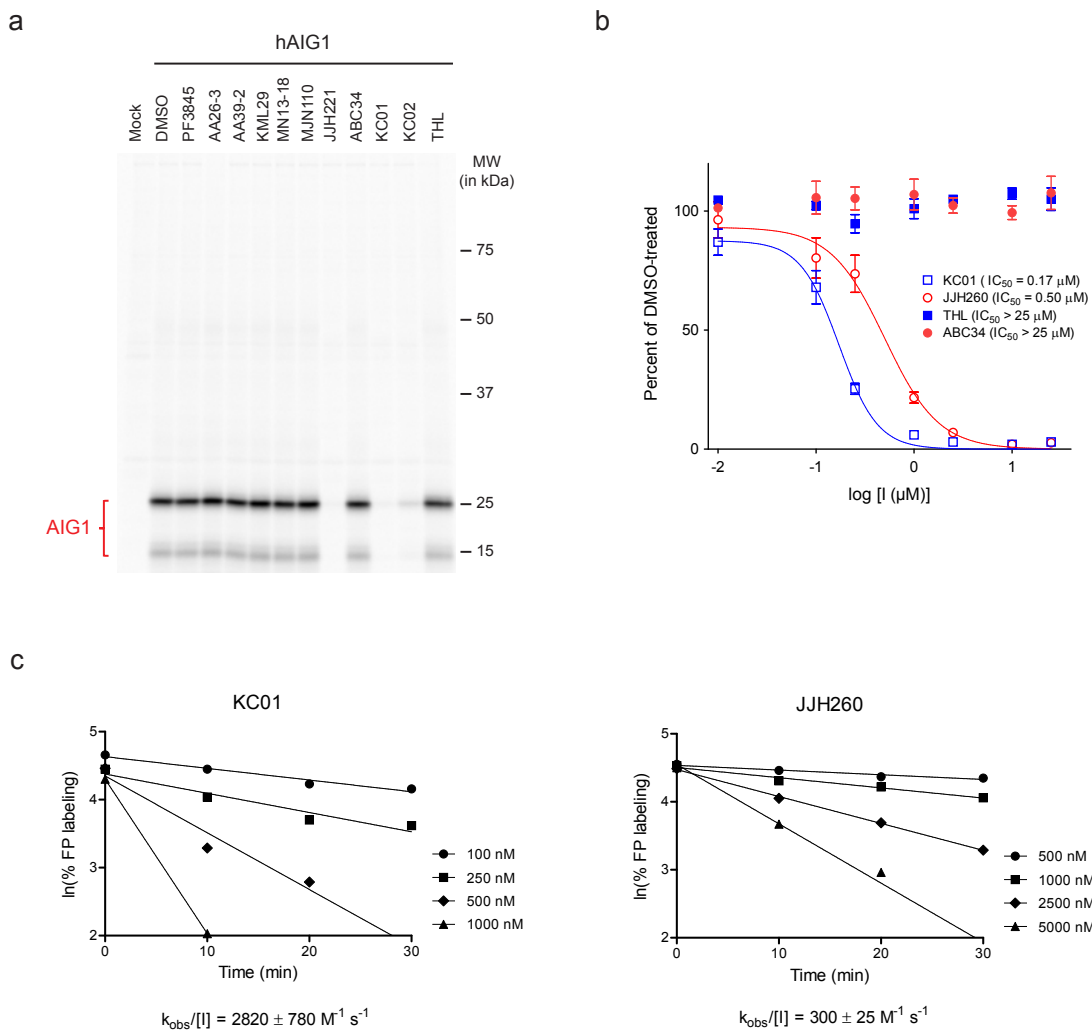 a
hAIG1
Mock
DMSO
PF3845
AA26-3
AA39-2
KML29
MN13-18
MJN110
JJH221
ABC34
KC01
KC02
THL
MW
(in kDa)
75
50
37
25
15
AIG1
b
Percent of DMSO-treated
100
50
0
-2
-1
0
1
log [I (µM)]
KC01 ( IC50 = 0.17 µM)
JJH260 (IC50 = 0.50 µM)
THL (IC50 > 25 µM)
ABC34 (IC50 > 25 µM)
c
KC01
ln(% FP labeling)
5
4
3
2
0
10
20
30
Time (min)
100 nM
250 nM
500 nM
1000 nM
kobs/[I] = 2820 ± 780 M-1 s-1
JJH260
ln(% FP labeling)
5
4
3
2
0
10
20
30
Time (min)
500 nM
1000 nM
2500 nM
5000 nM
kobs/[I] = 300 ± 25 M-1 s-1